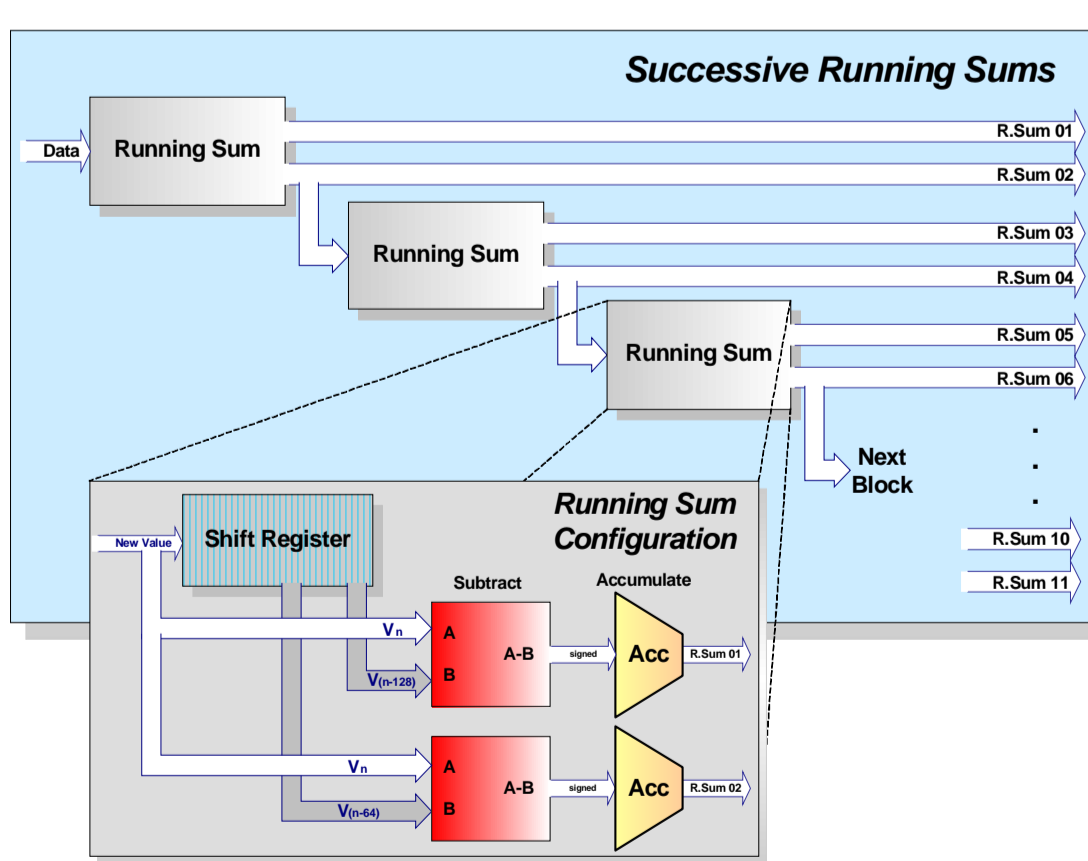 Successive Running Sums
Data
Running Sum
R.Sum 01
R.Sum 02
Running Sum
R.Sum 03
R.Sum 04
Running Sum
R.Sum 05
R.Sum 06
.
.
.
Next
Block
R.Sum 10
R.Sum 11
Running Sum
Configuration
New Value
Shift Register
Subtract
Accumulate
Vn
A
B
A-B
signed
Acc
R.Sum 01
V(n-128)
Vn
A
B
A-B
signed
Acc
R.Sum 02
V(n-64)